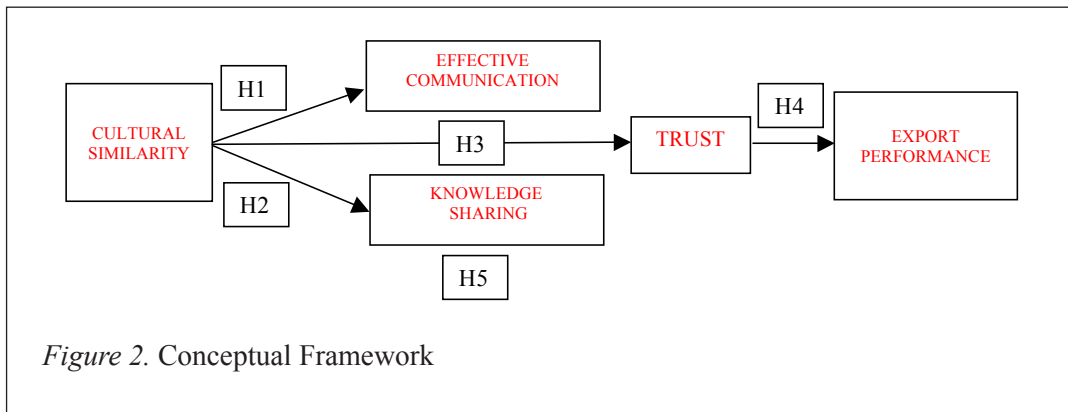 EFFECTIVE
COMMUNICATION
H1
CULTURAL
SIMILARITY
H3
TRUST
H4
EXPORT
PERFORMANCE
H2
KNOWLEDGE
SHARING
H5
Figure 2. Conceptual Framework